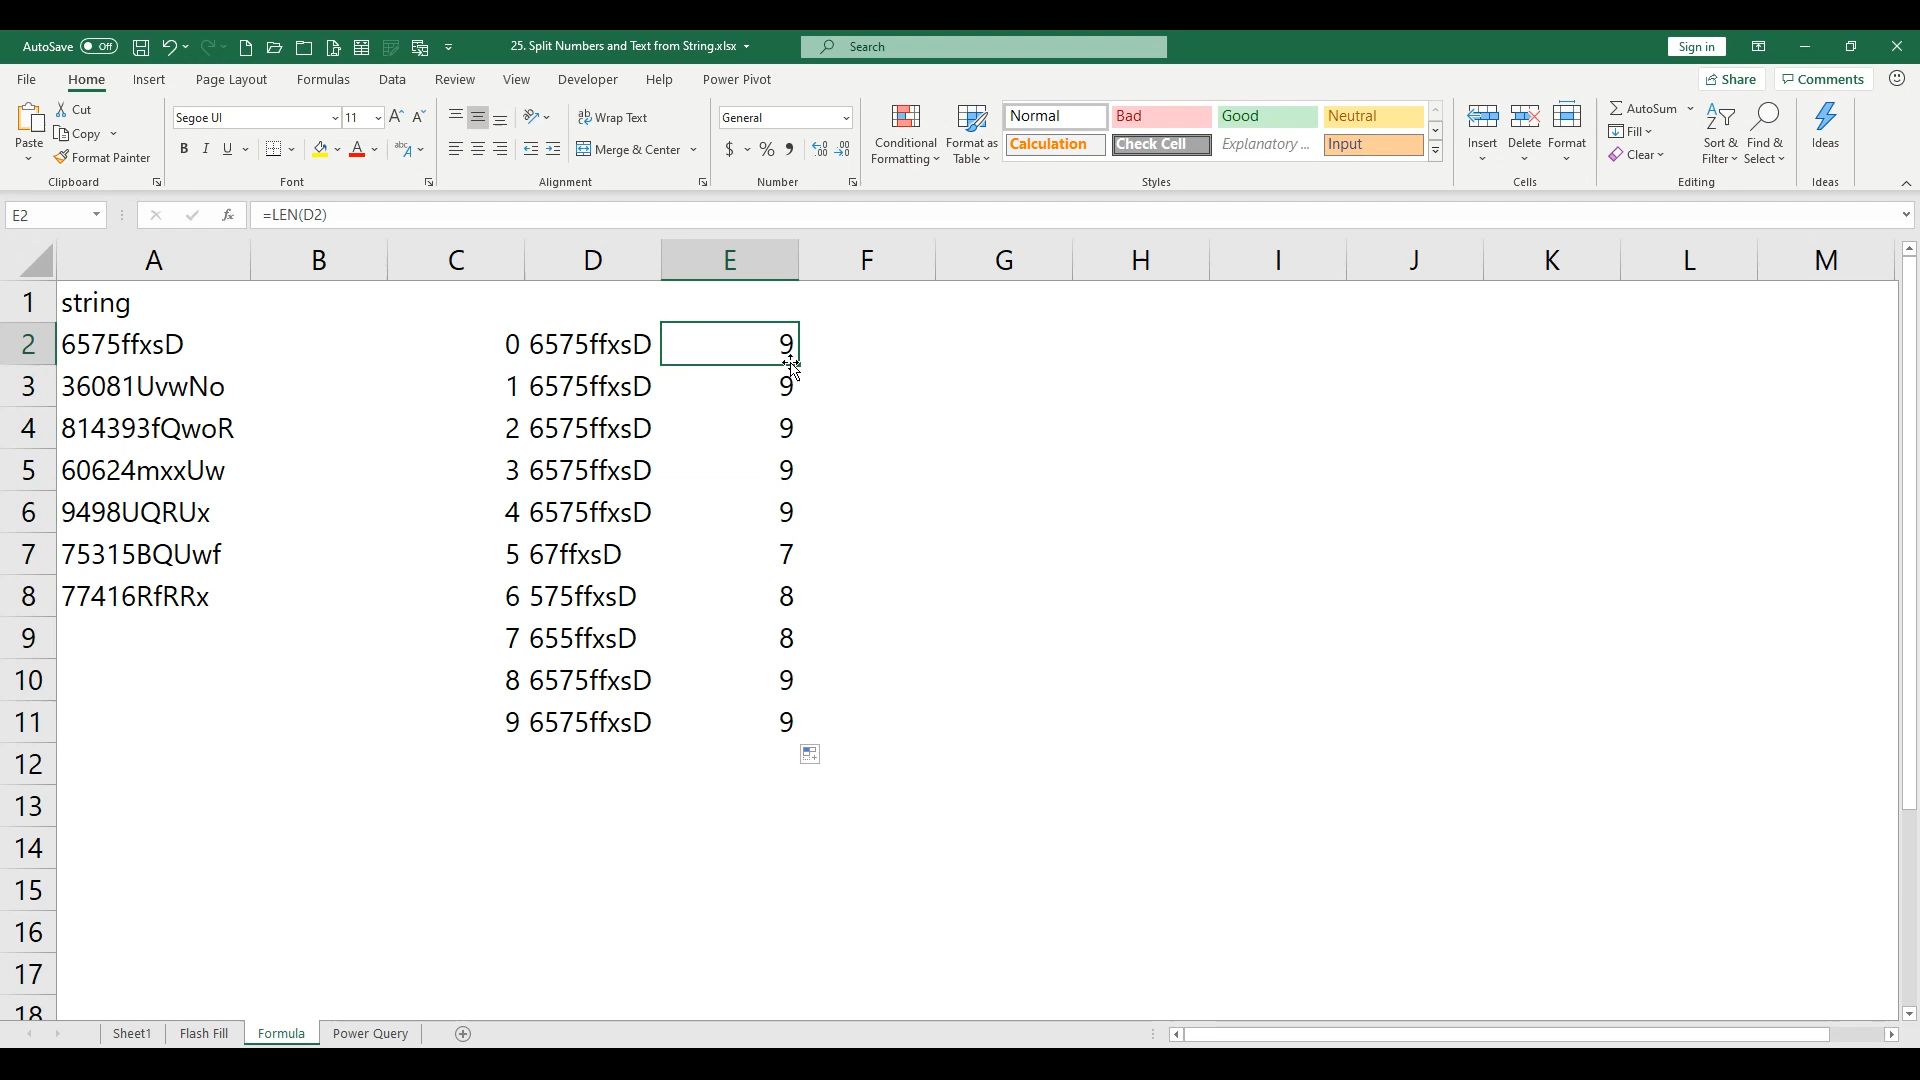 AutoSave Off 25. Split Numbers and Text from String.xlsx Search Sign in
File Home Insert Page Layout Formulas Data Review View Developer Help Power Pivot Share Comments
Paste Cut Copy Format Painter Clipboard
Segoe UI 11 B I U A abc Font
Wrap Text Merge & Center Alignment
General $ % 9 Number
Conditional Formatting Format as Table
Normal Bad Good Neutral
Calculation Check Cell Explanatory ... Input
Styles
Insert Delete Format Cells
AutoSum Fill Clear Sort & Filter Find & Select Editing
Ideas Ideas
E2 fx =LEN(D2)
A B C D E F G H I J K L M
1 string
2 6575ffxsD 0 6575ffxsD 9
3 36081UvwNo 1 6575ffxsD 9
4 814393fQwoR 2 6575ffxsD 9
5 60624mxxUw 3 6575ffxsD 9
6 9498UQRUx 4 6575ffxsD 9
7 75315BQUwf 5 67ffxsD 7
8 77416RfRRx 6 575ffxsD 8
9 7 655ffxsD 8
10 8 6575ffxsD 9
11 9 6575ffxsD 9
12
13
14
15
16
17
18
Sheet1 Flash Fill Formula Power Query